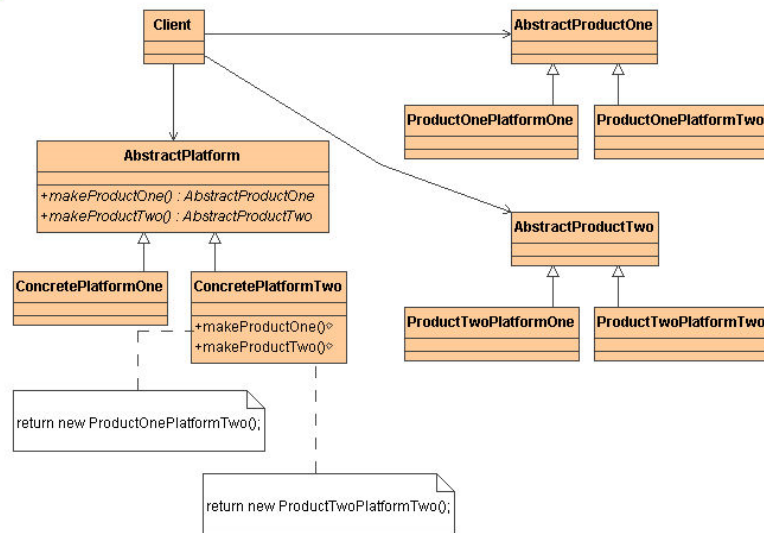 Client
AbstractProductOne
ProductOnePlatformOne
ProductOnePlatformTwo
AbstractPlatform
+makeProductOne() : AbstractProductOne
+makeProductTwo() : AbstractProductTwo
AbstractProductTwo
ConcretePlatformOne
ConcretePlatformTwo
+makeProductOne()
+makeProductTwo()
ProductTwoPlatformOne
ProductTwoPlatformTwo
return new ProductOnePlatformTwo();
return new ProductTwoPlatformTwo();